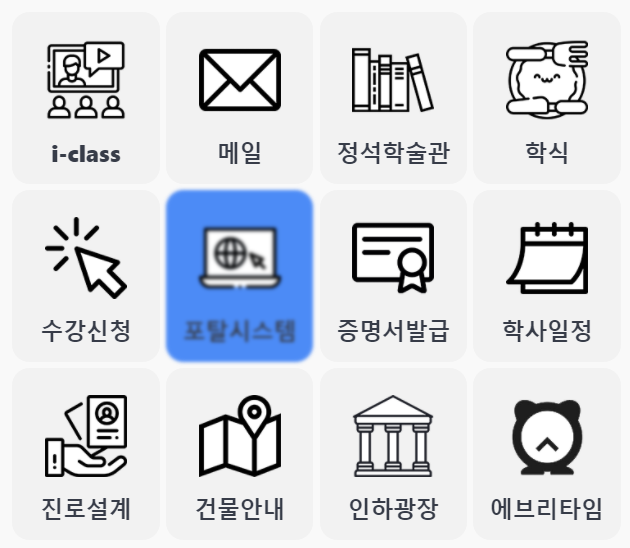 i-class
메일
정석학술관
학식
수강신청
포탈시스템
증명서발급
학사일정
진로설계
건물안내
인하광장
에브리타임